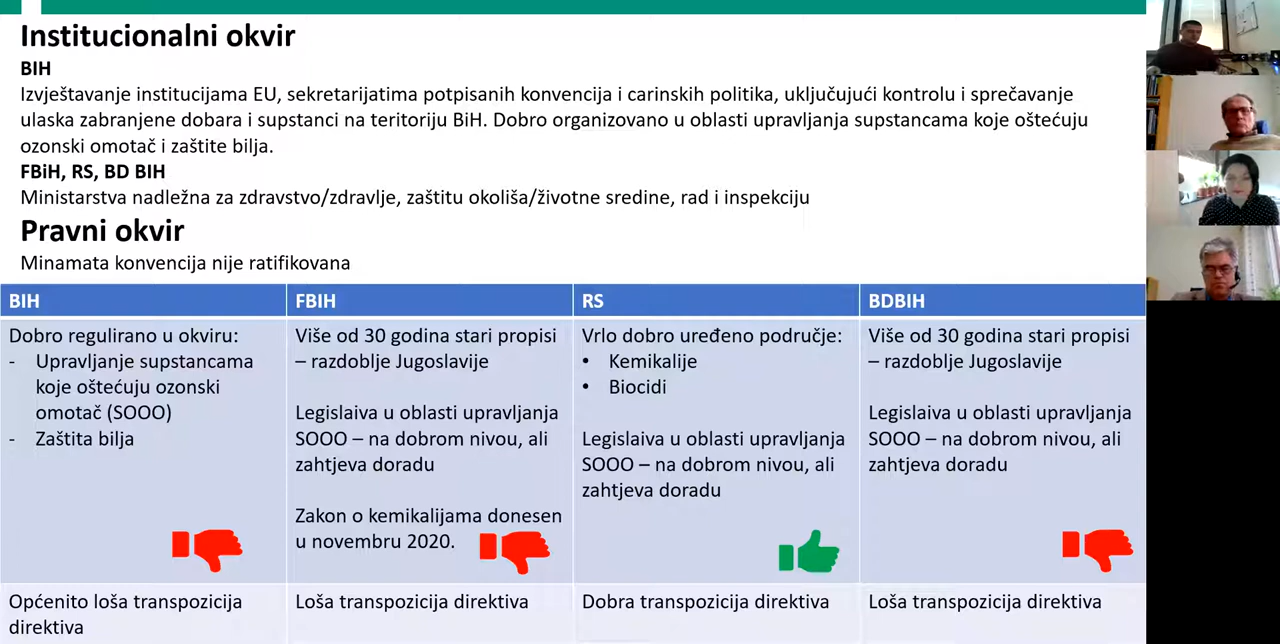 Institucionalni okvir
BIH
Izvještavanje institucijama EU, sekretarijatima potpisanih konvencija i carinskih politika, uključujući kontrolu i sprečavanje
ulaska zabranjene dobara i supstanci na teritoriju BiH. Dobro organizovano u oblasti upravljanja supstancama koje oštećuju
ozonski omotač i zaštite bilja.
FBiH, RS, BD BIH
Ministarstva nadležna za zdravstvo/zdravlje, zaštitu okoliša/životne sredine, rad i inspekciju
Pravni okvir
Minamata konvencija nije ratifikovana
BIH
Dobro regulirano u okviru:
- Upravljanje supstancama
koje oštećuju ozonski
omotač (SOOO)
- Zaštita bilja
Općenito loša transpozicija
direktiva
FBIH
Više od 30 godina stari propisi
– razdoblje Jugoslavije
Legislaiva u oblasti upravljanja
SOOO – na dobrom nivou, ali
zahtjeva doradu
Zakon o kemikalijama donesen
u novembru 2020.
Loša transpozicija direktiva
RS
Vrlo dobro uređeno područje:
• Kemikalije
• Biocidi
Legislaiva u oblasti upravljanja
SOOO – na dobrom nivou, ali
zahtjeva doradu
Dobra transpozicija direktiva
BDBIH
Više od 30 godina stari propisi
– razdoblje Jugoslavije
Legislaiva u oblasti upravljanja
SOOO – na dobrom nivou, ali
zahtjeva doradu
Loša transpozicija direktiva